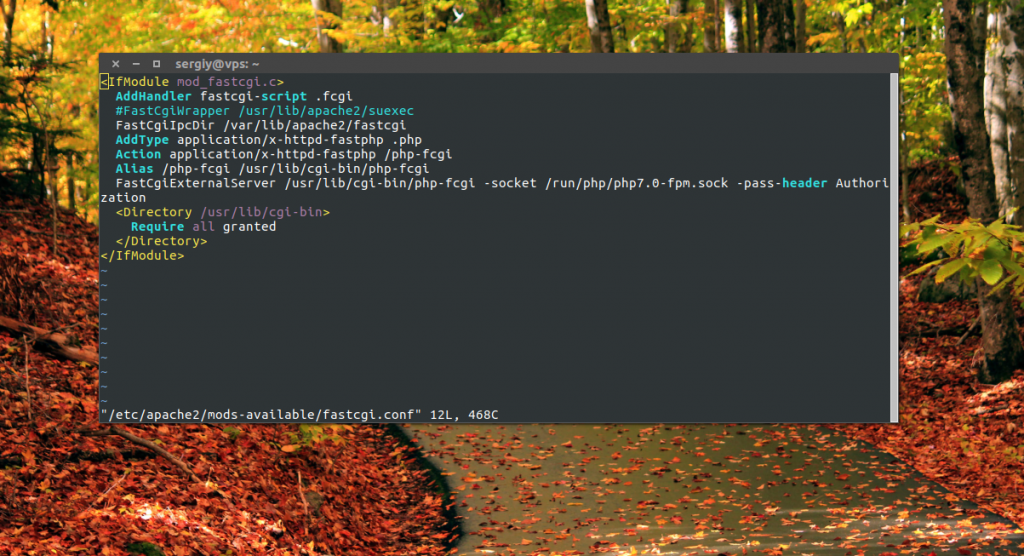 sergiy@vps: ~
<IfModule mod_fastcgi.c>
  AddHandler fastcgi-script .fcgi
  #FastCgiWrapper /usr/lib/apache2/suexec
  FastCgiIpcDir /var/lib/apache2/fastcgi
  AddType application/x-httpd-fastphp .php
  Action application/x-httpd-fastphp /php-fcgi
  Alias /php-fcgi /usr/lib/cgi-bin/php-fcgi
  FastCgiExternalServer /usr/lib/cgi-bin/php-fcgi -socket /run/php/php7.0-fpm.sock -pass-header Authori
zation
  <Directory /usr/lib/cgi-bin>
    Require all granted
  </Directory>
</IfModule>
~
~
~
~
~
~
~
~
~
~
"/etc/apache2/mods-available/fastcgi.conf" 12L, 468C